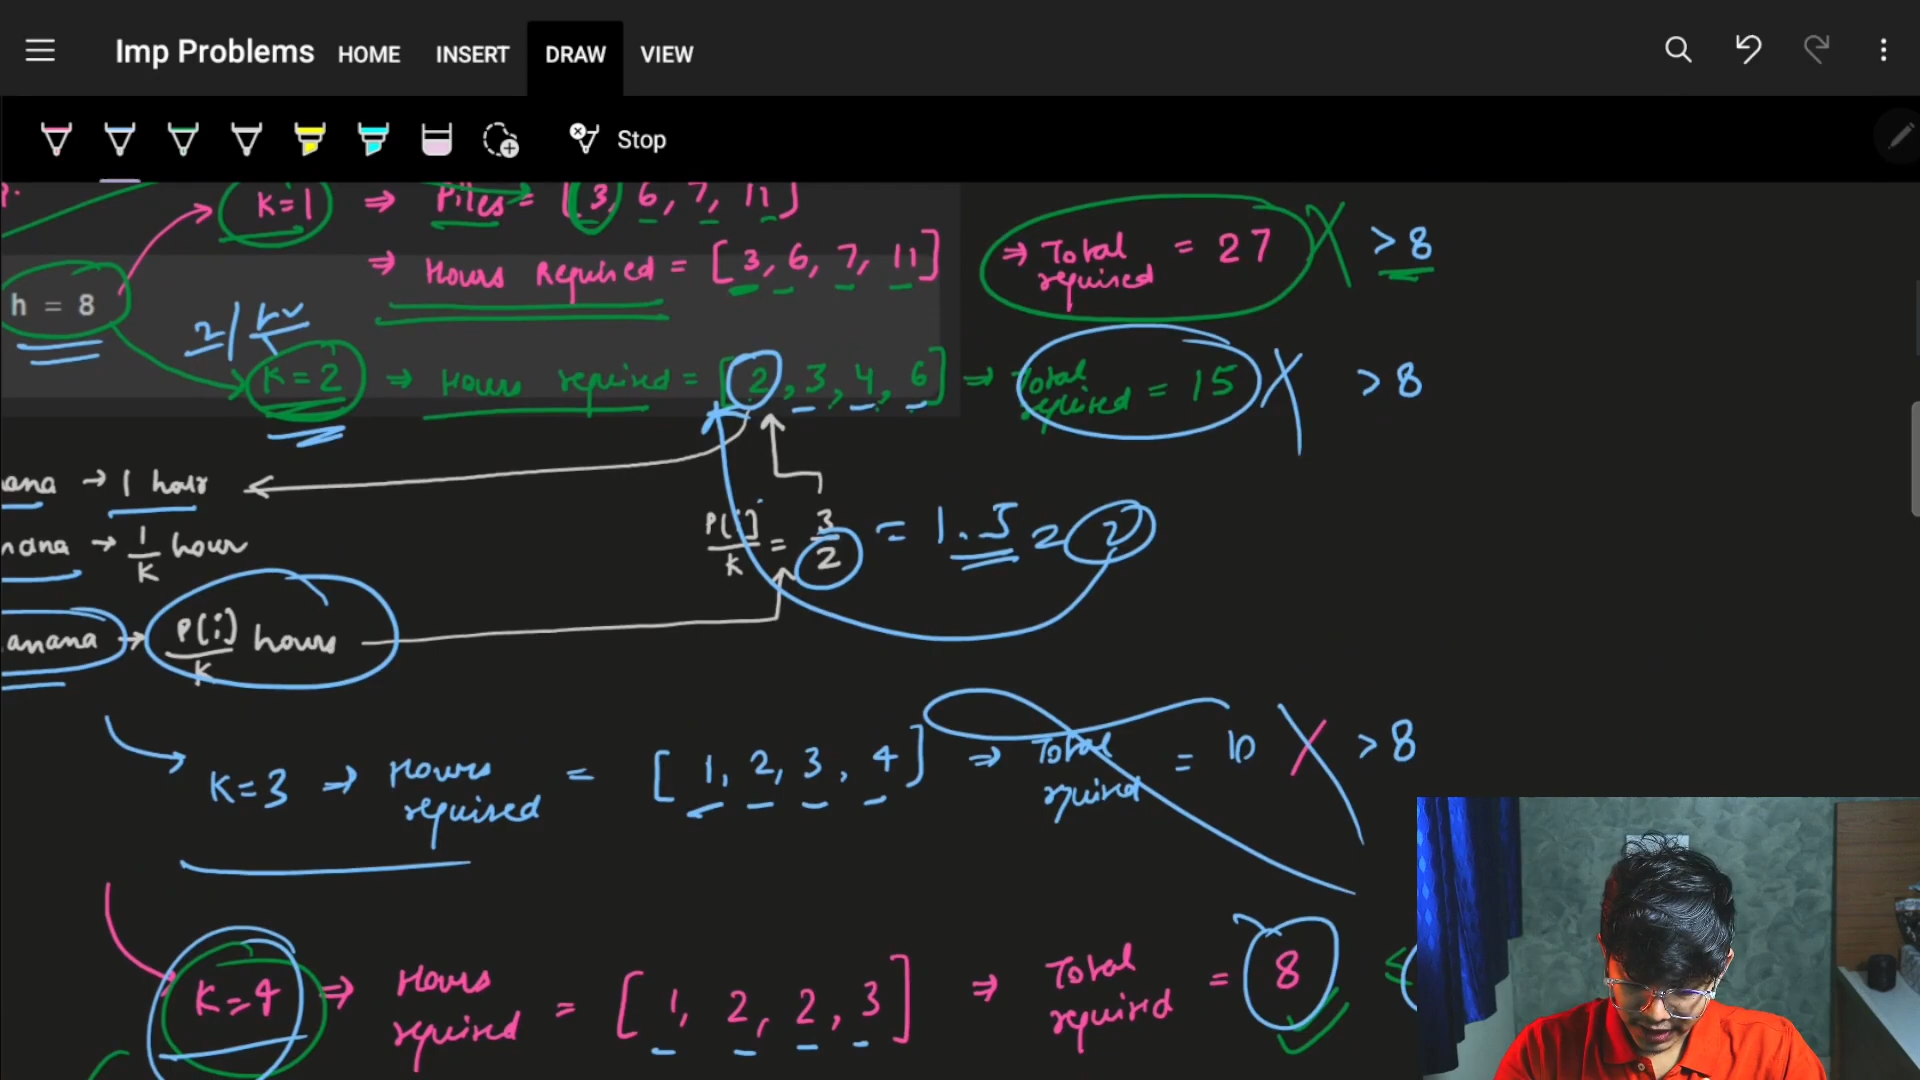 Imp Problems HOME INSERT DRAW VIEW
Stop
K=1 ⇒ Piles = [3, 6, 7, 11]
⇒ Hours Required = [3, 6, 7, 11] ⇒ Total required = 27 X > 8
h = 8
2/hr
K=2 ⇒ Hours required = [2, 3, 4, 6] ⇒ Total required = 15 X > 8
ana → 1 hour
nana → 1/K hour
P[i]/K = 3/2 = 1.5 2 2
anana → P[i]/K hours
K=3 → Hours required = [1, 2, 3, 4] ⇒ Total required = 10 X > 8
K=4 ⇒ Hours required = [1, 2, 2, 3] ⇒ Total required = 8